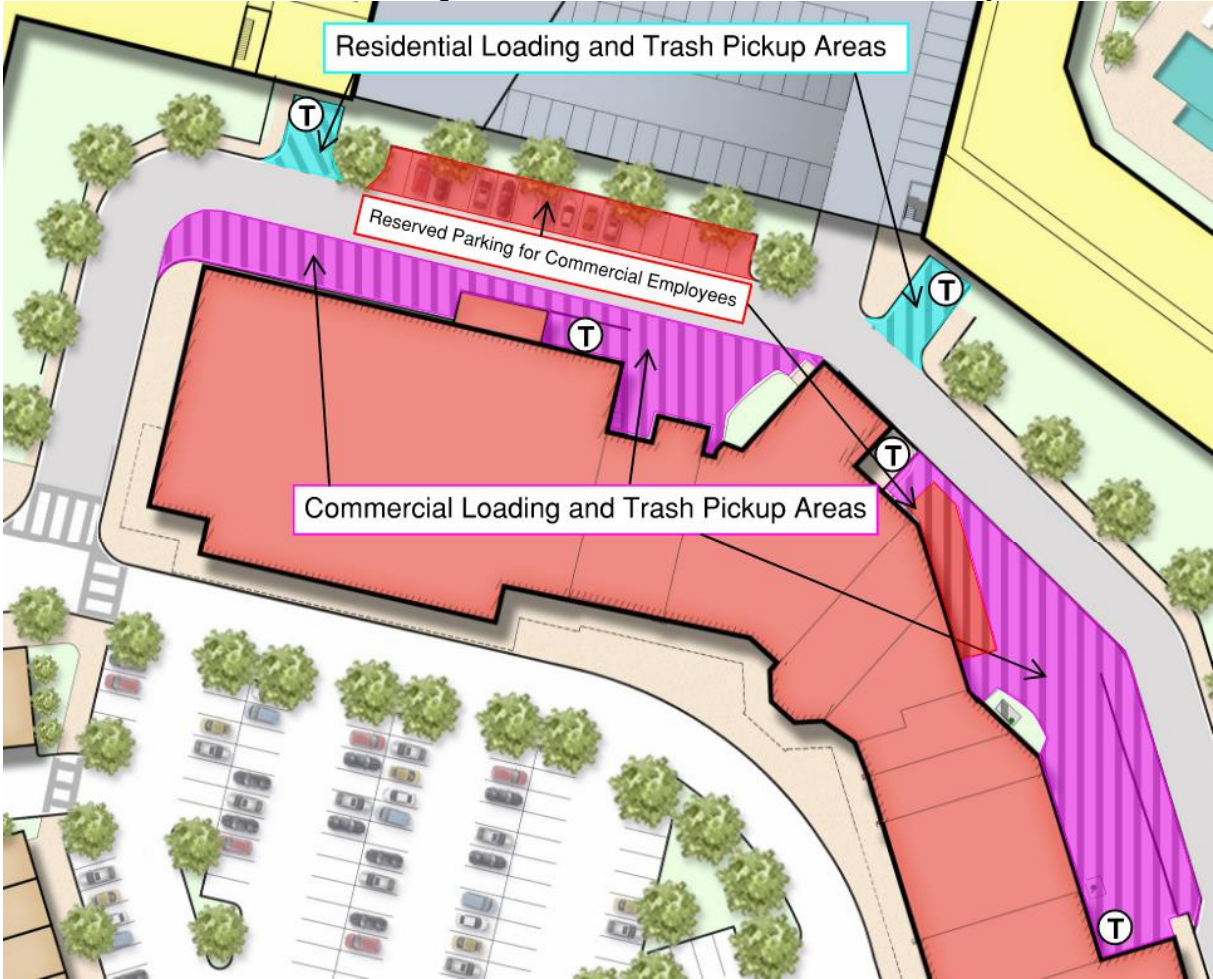 Residential Loading and Trash Pickup Areas
T
Reserved Parking for Commercial Employees
T
T
T
Commercial Loading and Trash Pickup Areas
T